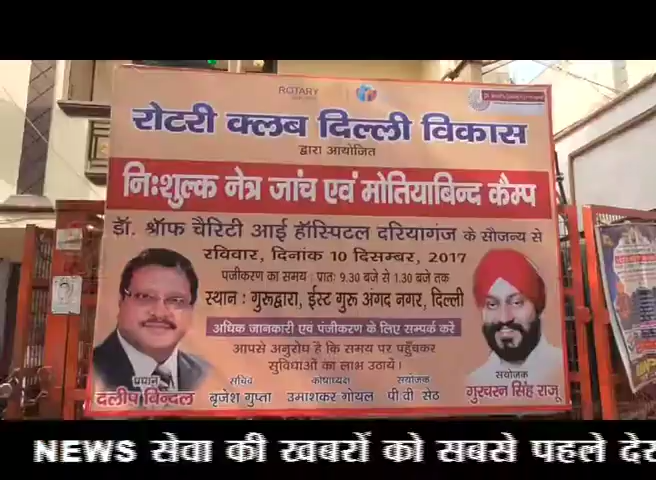 ROTARY
रोटरी क्लब दिल्ली विकास
द्वारा आयोजित
निःशुल्क नेत्र जांच एवं मोतियाबिन्द कैम्प
डॉ. श्रॉफ चैरिटी आई हॉस्पिटल दरियागंज के सौजन्य से
रविवार, दिनांक 10 दिसम्बर, 2017
पंजीकरण का समय : प्रातः 9.30 बजे से 1.30 बजे तक
स्थान : गुरुद्वारा, ईस्ट गुरु अंगद नगर, दिल्ली
अधिक जानकारी एवं पंजीकरण के लिए सम्पर्क करें
आपसे अनुरोध है कि समय पर पहुँचकर
सुविधाओं का लाभ उठायें।
प्रधान
दलीप बिन्दल
सचिव
बृजेश गुप्ता
कोषाध्यक्ष
उमाशंकर गोयल
संयोजक
पी वी सेठ
संयोजक
गुरचरन सिंह राजू
NEWS सेवा की खबरों को सबसे पहले देख